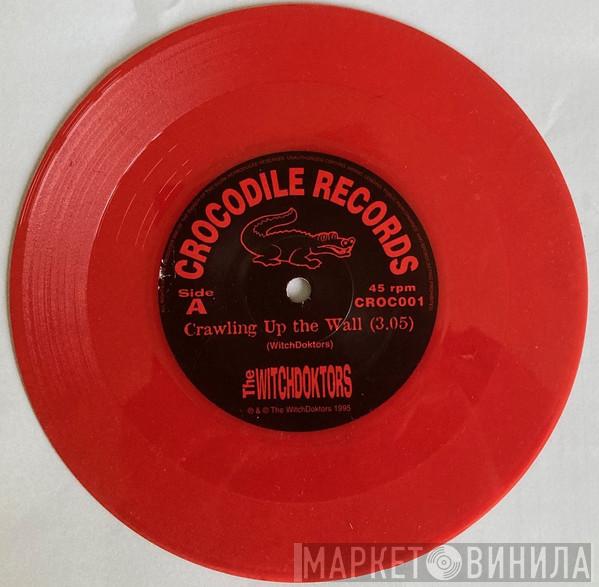 CROCODILE RECORDS
Side
A
45 rpm
CROC001
Crawling Up the Wall (3.05)
(WitchDoktors)
The WITCHDOKTORS
℗ & © The WitchDoktors 1995
МАРКЕТ ВИНИЛА